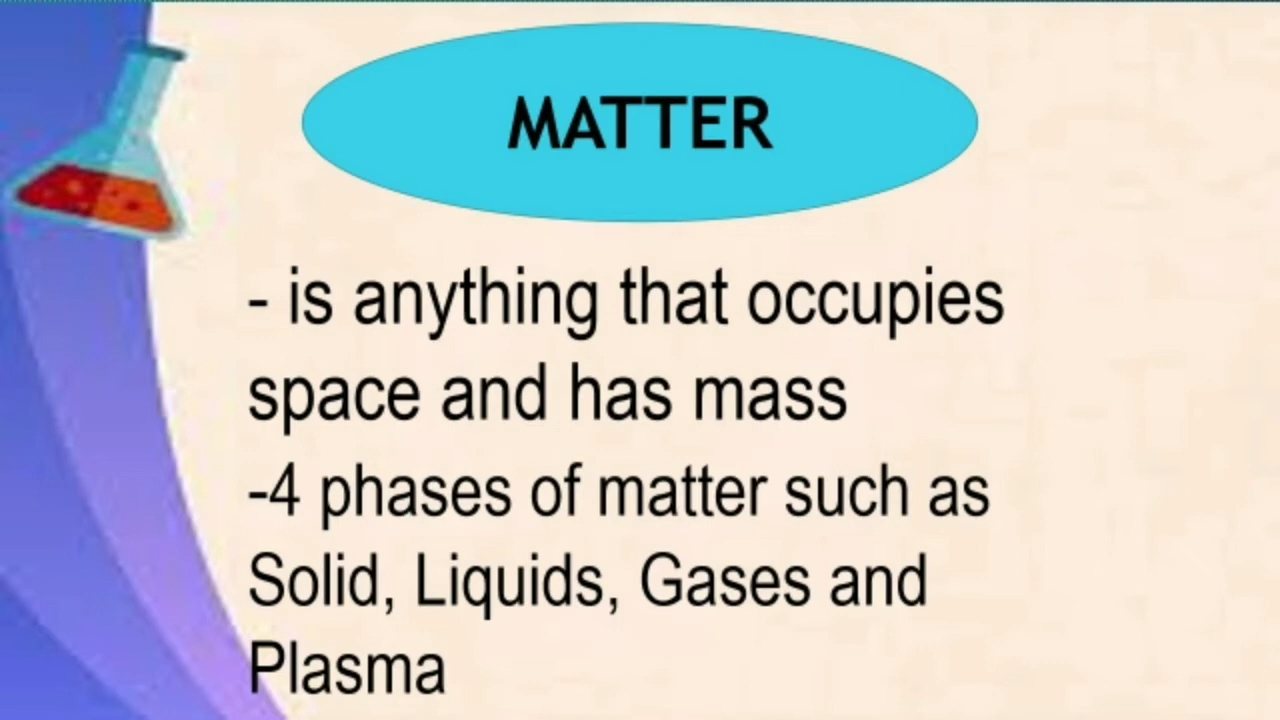 MATTER
- is anything that occupies
space and has mass
-4 phases of matter such as
Solid, Liquids, Gases and
Plasma